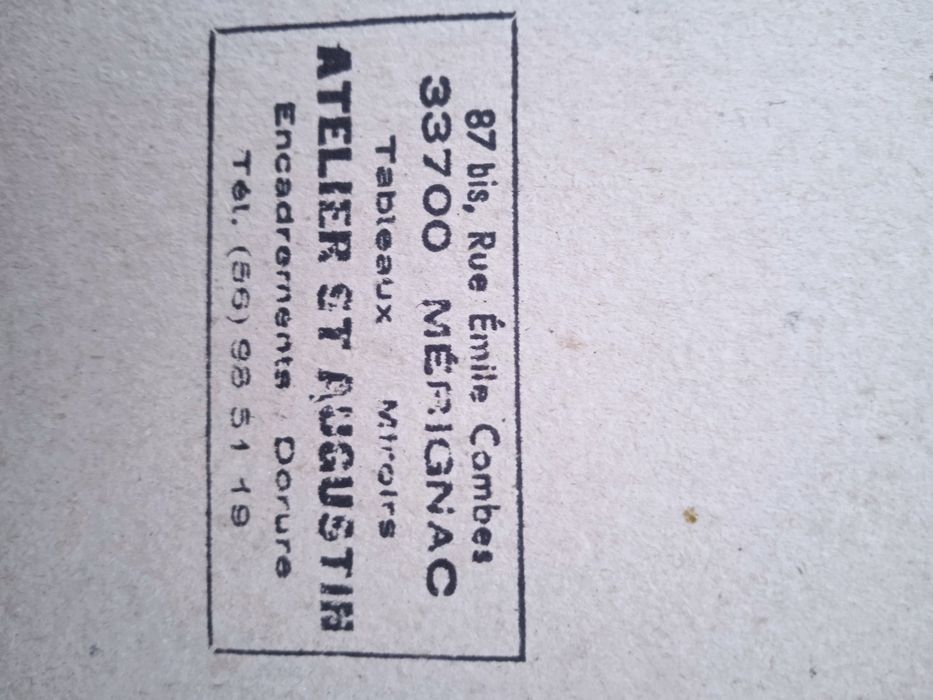 87 bis, Rue Émile Combes
33700 MÉRIGNAC
Tableaux Miroirs
ATELIER ST AUGUSTIN
Encadrements Dorure
Tél. (56) 98 51 19